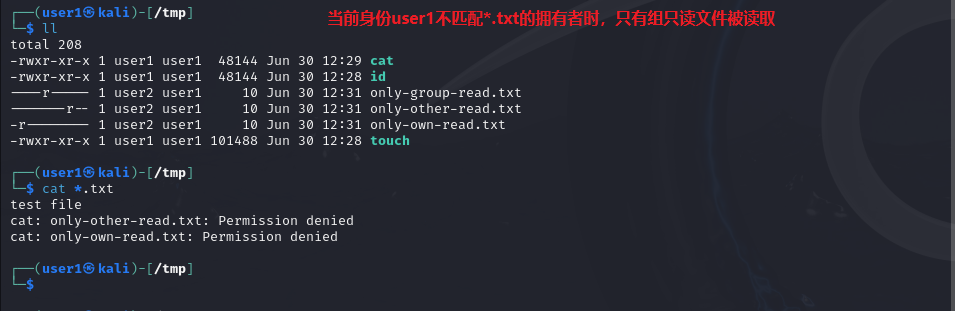 ┌──(user1㉿kali)-[/tmp]
当前身份user1不匹配*.txt的拥有者时，只有组只读文件被读取
└─$ ll
total 208
-rwxr-xr-x 1 user1 user1  48144 Jun 30 12:29 cat
-rwxr-xr-x 1 user1 user1  48144 Jun 30 12:28 id
----r----- 1 user2 user1     10 Jun 30 12:31 only-group-read.txt
-------r-- 1 user2 user1     10 Jun 30 12:31 only-other-read.txt
-r-------- 1 user2 user1     10 Jun 30 12:31 only-own-read.txt
-rwxr-xr-x 1 user1 user1 101488 Jun 30 12:28 touch
┌──(user1㉿kali)-[/tmp]
└─$ cat *.txt
test file
cat: only-other-read.txt: Permission denied
cat: only-own-read.txt: Permission denied
┌──(user1㉿kali)-[/tmp]
└─$